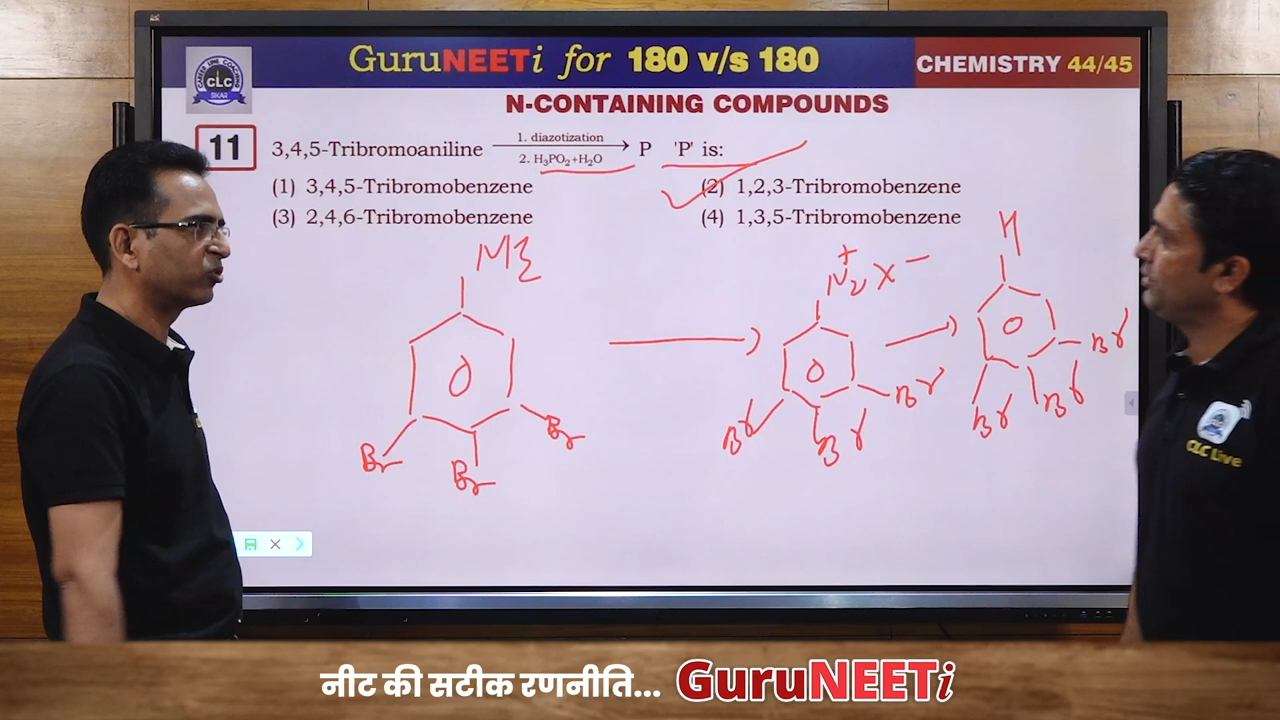 GuruNEETi for 180 v/s 180
CHEMISTRY 44/45
CLC
SIKAR
N-CONTAINING COMPOUNDS
11
3,4,5-Tribromoaniline 1. diazotization 2. H₃PO₂+H₂O → P 'P' is:
(1) 3,4,5-Tribromobenzene (2) 1,2,3-Tribromobenzene
(3) 2,4,6-Tribromobenzene (4) 1,3,5-Tribromobenzene
Br Br Br
N₂⁺ X⁻
Br Br Br
H
Br Br Br
CLC Live
नीट की सटीक रणनीति... GuruNEETi